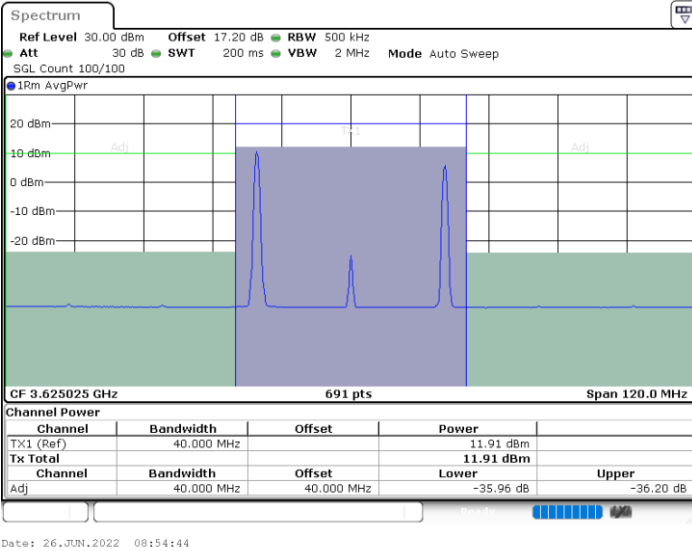 Spectrum
Ref Level 30.00 dBm Offset 17.20 dB RBW 500 kHz
Att 30 dB SWT 200 ms VBW 2 MHz Mode Auto Sweep
SGL Count 100/100
1Rm AvgPwr
20 dBm
TX1
Adj Adj
10 dBm
0 dBm
-10 dBm
-20 dBm
CF 3.625025 GHz 691 pts Span 120.0 MHz
Channel Power
Channel Bandwidth Offset Power
TX1 (Ref) 40.000 MHz 11.91 dBm
Tx Total 11.91 dBm
Channel Bandwidth Offset Lower Upper
Adj 40.000 MHz 40.000 MHz -35.96 dB -36.20 dB
Ready
Date: 26.JUN.2022 08:54:44